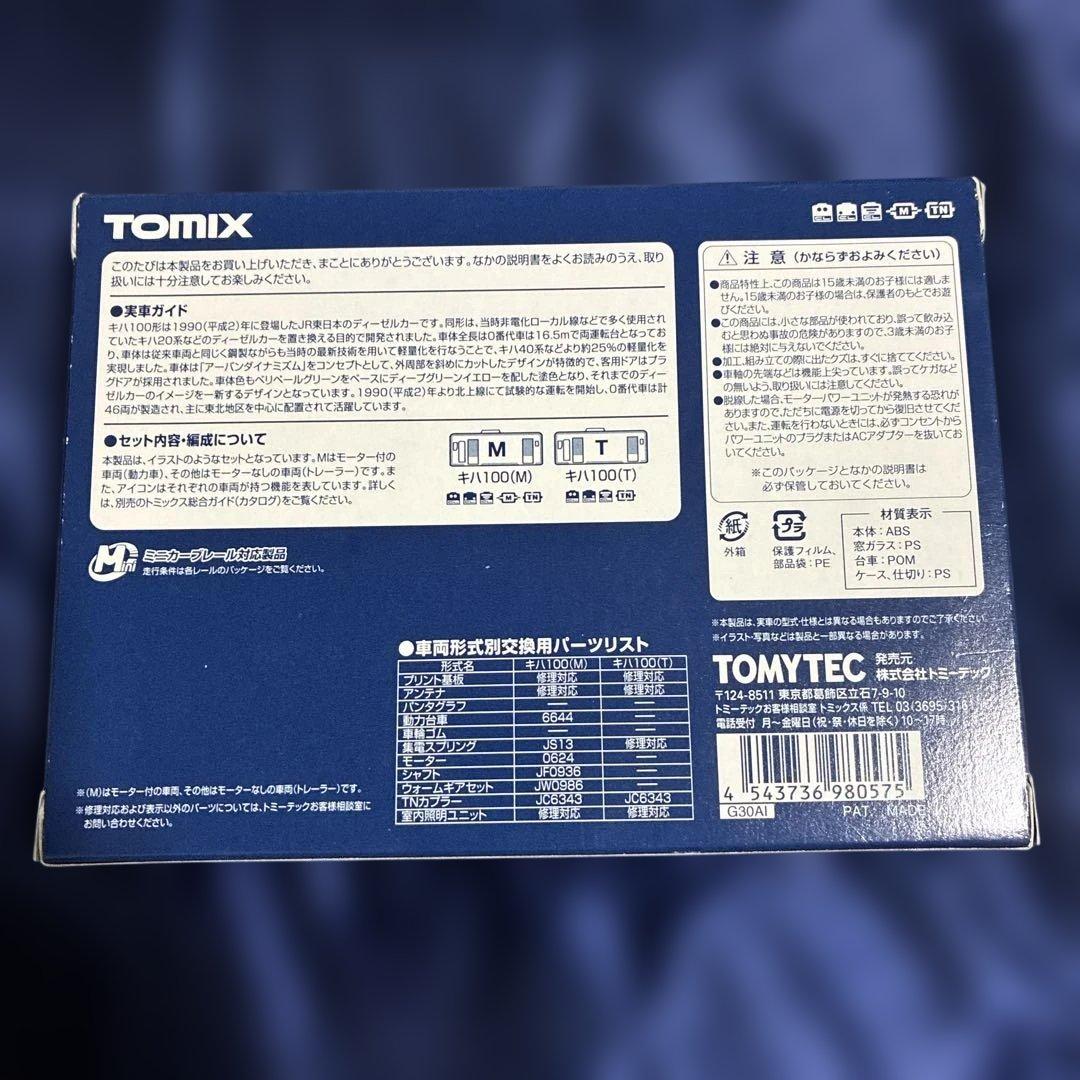 TOMIX
M TN
このたびは本製品をお買い上げいただき、まことにありがとうございます。なかの説明書をよくお読みのうえ、取り
扱いには十分注意してお楽しみください。
●実車ガイド
キハ100形は1990(平成2)年に登場したJR東日本のディーゼルカーです。同形は、当時非電化ローカル線などで多く使用され
ていたキハ20系などのディーゼルカーを置き換える目的で開発されました。車体全長は0番代車は16.5mで両運転台となってお
り、車体は従来車両と同じく鋼製ながらも当時の最新技術を用いて軽量化を行なうことで、キハ40系などより約25%の軽量化を
実現しました。車体は「アーバンダイナミズム」をコンセプトとして、外周部を斜めにカットしたデザインが特徴的で、客用ドアはプラ
グドアが採用されました。車体色もペリペールグリーンをベースにディープグリーンイエローを配した塗色となり、それまでのディー
ゼルカーのイメージを一新するデザインとなっています。1990(平成2)年より北上線にて試験的な運転を開始し、0番代車は計
46両が製造され、主に東北地区を中心に配置されて活躍しています。
●セット内容・編成について
本製品は、イラストのようなセットとなっています。Mはモーター付の
車両(動力車)、その他はモーターなしの車両(トレーラー)です。ま
た、アイコンはそれぞれの車両が持つ機能を表しています。詳しく
は、別売のトミックス総合ガイド(カタログ)をご覧ください。
M T
キハ100(M) キハ100(T)
M TN TN
Mini ミニカーブレール対応製品
走行条件は各レールのパッケージをご覧ください。
⚠ 注 意 (かならずおよみください)
●商品特性上、この商品は15歳未満のお子様には適しま
せん。15歳未満のお子様の場合は、保護者のもとでお遊
びください。
●この商品には、小さな部品が使われており、誤って飲み込
むと思わぬ事故の危険がありますので、3歳未満のお子
様には絶対に与えないでください。
●加工、組み立ての際に出たクズは、すぐに捨ててください。
●車軸の先端などは機能上尖っています。誤ってケガなど
の無いよう、取り扱いには注意してください。
●脱線した場合、モーターパワーユニットが発熱する恐れが
ありますので、ただちに電源を切ってから復旧させてくださ
い。また、運転を行わないときには、必ずコンセントから
パワーユニットのプラグまたはACアダプターを抜いてお
いてください。
※このパッケージとなかの説明書は
必ず保管しておいてください。
紙 外箱
プラ 保護フィルム、
部品袋：PE
材質表示
本体：ABS
窓ガラス：PS
台車：POM
ケース、仕切り：PS
※本製品は、実車の型式・仕様とは異なる場合もありますのでご了承ください。
※イラスト・写真などは製品と一部異なる場合があります。
TOMYTEC 発売元
株式会社トミーテック
〒124-8511 東京都葛飾区立石7-9-10
トミーテックお客様相談室 トミックス係 TEL 03(3695)3161
電話受付 月～金曜日(祝・祭・休日を除く)10～17時
4 543736 980575
G30AI PAT. MADE
●車両形式別交換用パーツリスト
形式名 キハ100(M) キハ100(T)
プリント基板 修理対応 修理対応
アンテナ 修理対応 修理対応
パンタグラフ — —
動力台車 6644 —
車輪ゴム — —
集電スプリング JS13 修理対応
モーター 0624 —
シャフト JF0936 —
ウォームギアセット JW0986 —
TNカプラー JC6343 JC6343
室内照明ユニット 修理対応 修理対応
※(M)はモーター付の車両、その他はモーターなしの車両(トレーラー)です。
※修理対応および表示以外のパーツについては、トミーテックお客様相談室に
お問い合わせください。